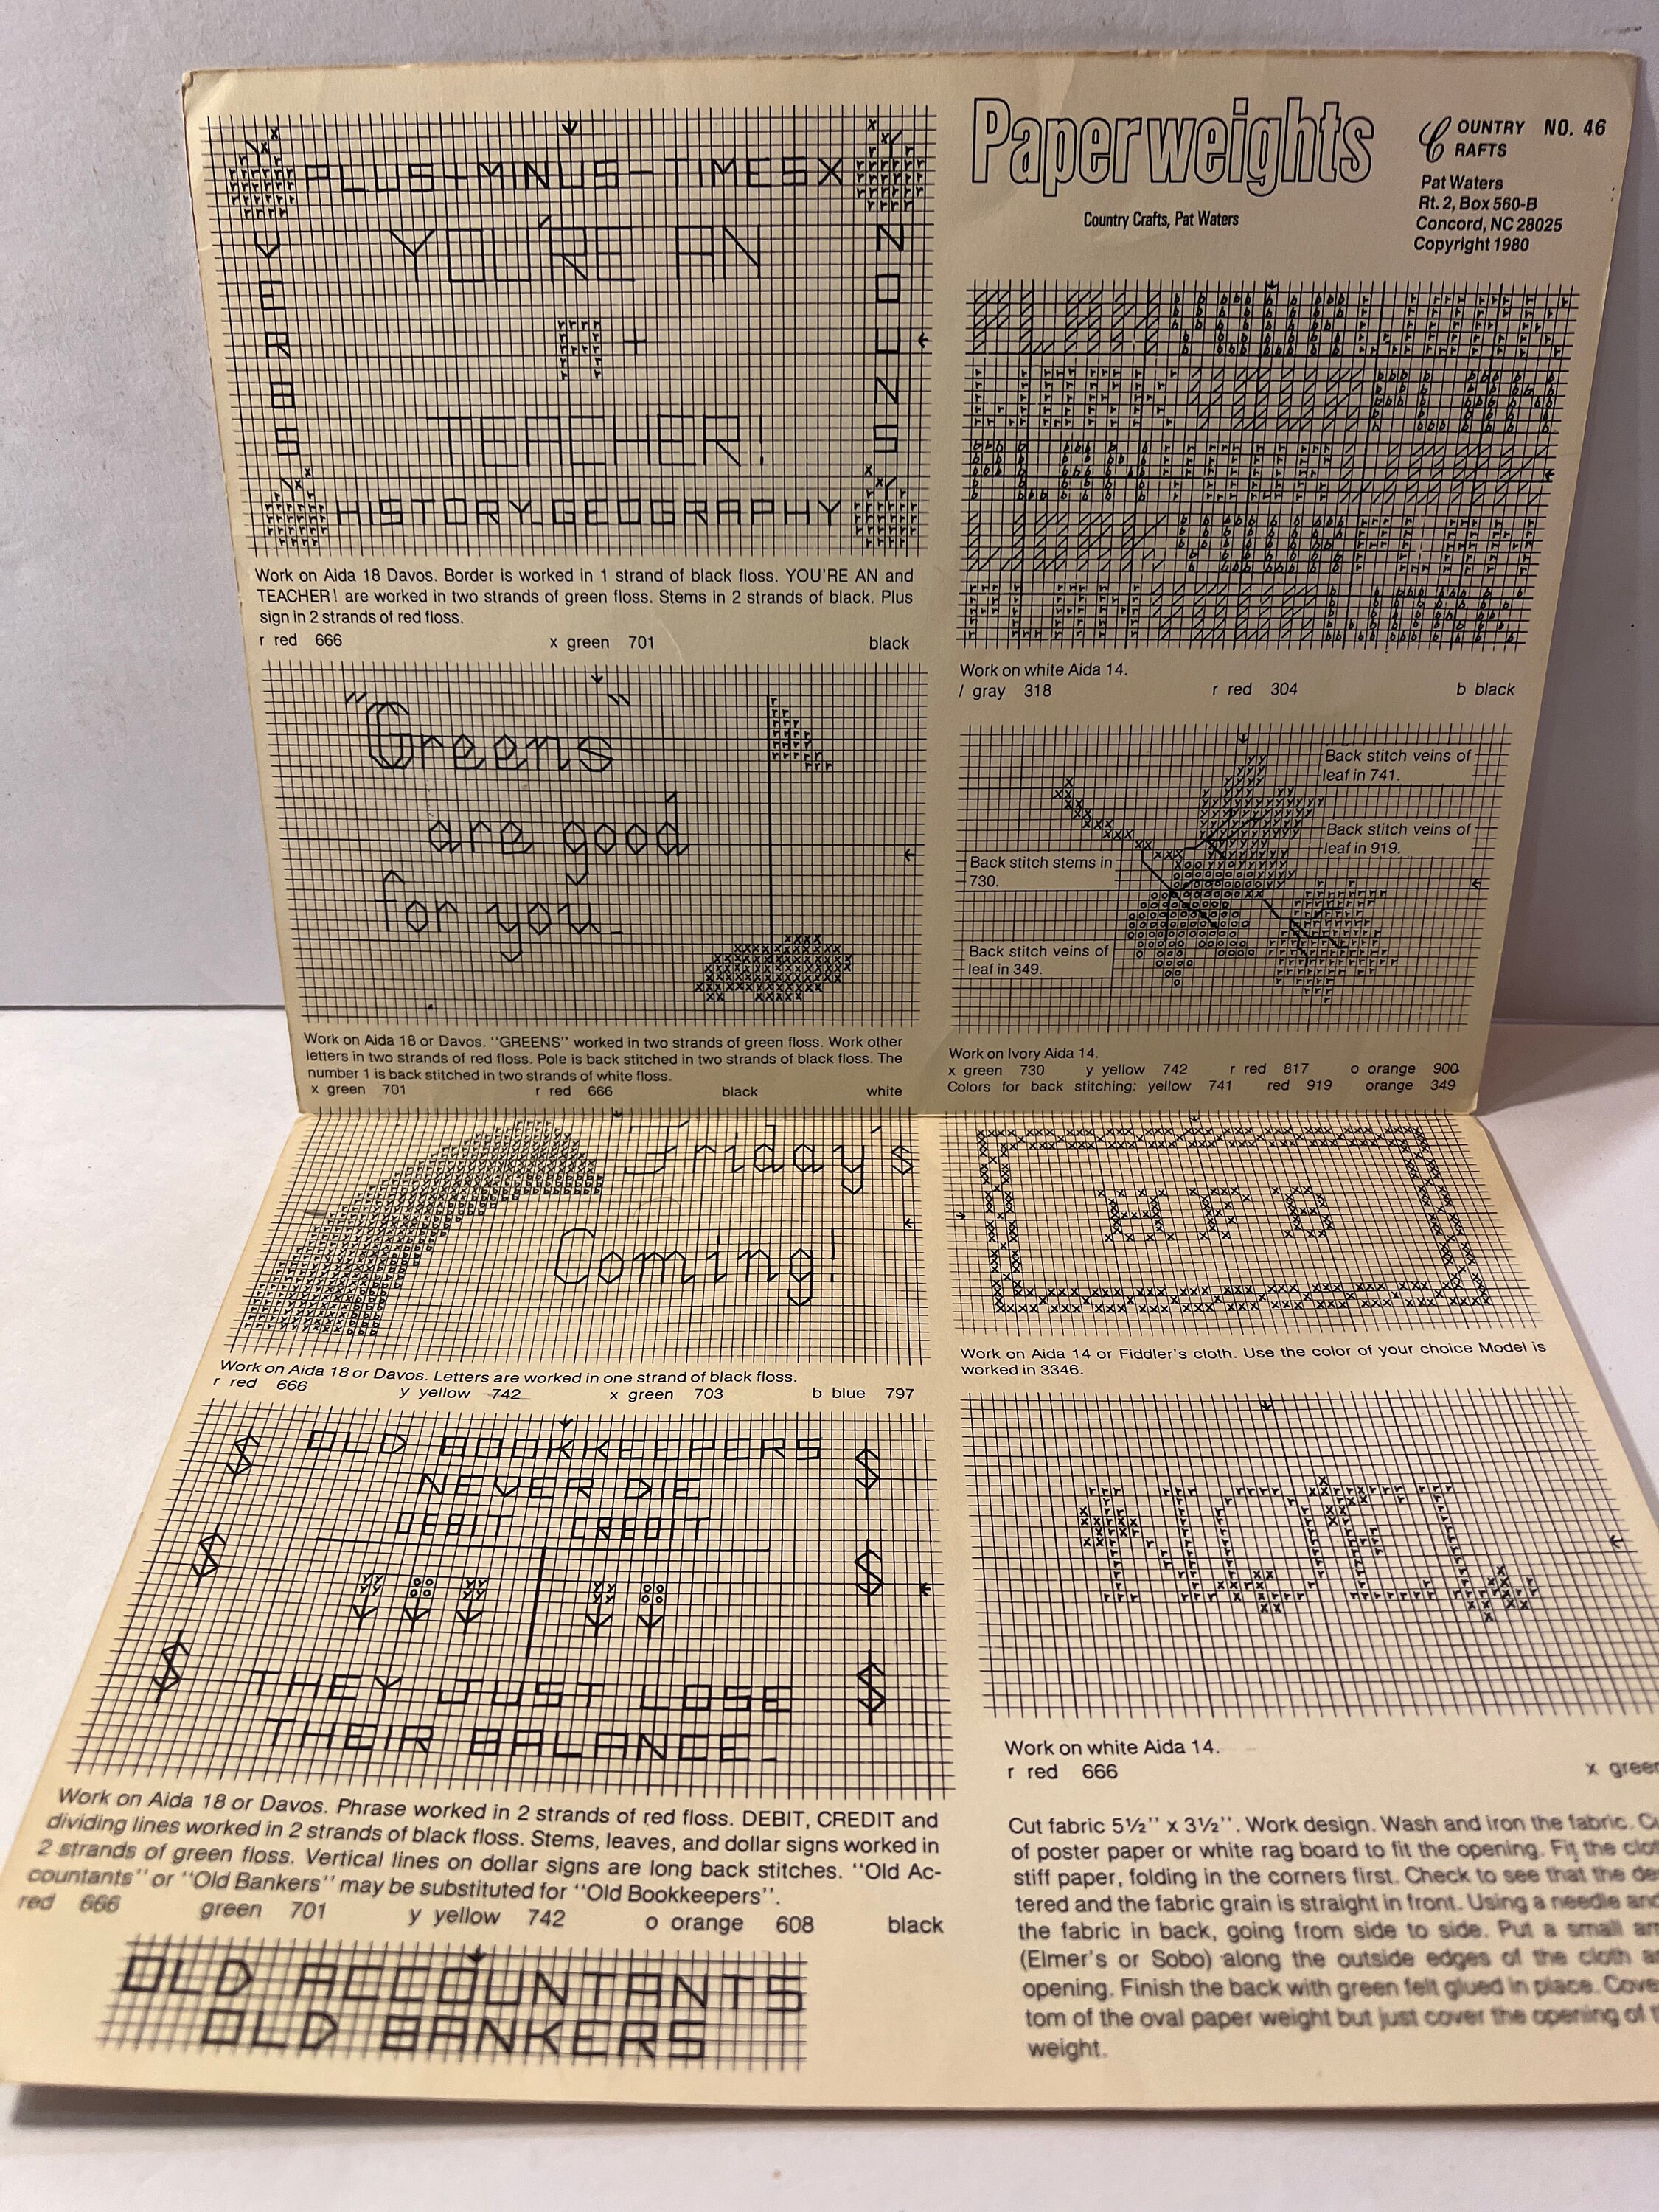 PLUS+MINUS-TIMESX
VERBS
NOUNS
YOU'RE AN
A +
TEACHER!
HISTORY-GEOGRAPHY
Work on Aida 18 Davos. Border is worked in 1 strand of black floss. YOU'RE AN and
TEACHER! are worked in two strands of green floss. Stems in 2 strands of black. Plus
sign in 2 strands of red floss.
r red 666 x green 701 black
"Greens"
are good
for you.
Work on Aida 18 or Davos. "GREENS" worked in two strands of green floss. Work other
letters in two strands of red floss. Pole is back stitched in two strands of black floss. The
number 1 is back stitched in two strands of white floss.
x green 701 r red 666 black white
Paperweights
Country Crafts, Pat Waters
COUNTRY NO. 46
CRAFTS
Pat Waters
Rt. 2, Box 560-B
Concord, NC 28025
Copyright 1980
Work on white Aida 14.
/ gray 318 r red 304 b black
Back stitch veins of
leaf in 741.
Back stitch veins of
leaf in 919.
Back stitch stems in
730.
Back stitch veins of
leaf in 349.
Work on Ivory Aida 14.
x green 730 y yellow 742 r red 817 o orange 900
Colors for back stitching: yellow 741 red 919 orange 349
Friday's
Coming!
Work on Aida 18 or Davos. Letters are worked in one strand of black floss.
r red 666 y yellow 742 x green 703 b blue 797
Work on Aida 14 or Fiddler's cloth. Use the color of your choice Model is
worked in 3346.
$ OLD BOOKKEEPERS $
NEVER DIE
DEBIT CREDIT
$ $
$ THEY JUST LOSE $
THEIR BALANCE.
Work on Aida 18 or Davos. Phrase worked in 2 strands of red floss. DEBIT, CREDIT and
dividing lines worked in 2 strands of black floss. Stems, leaves, and dollar signs worked in
2 strands of green floss. Vertical lines on dollar signs are long back stitches. "Old Ac-
countants" or "Old Bankers" may be substituted for "Old Bookkeepers".
red 666 green 701 y yellow 742 o orange 608 black
OLD ACCOUNTANTS
OLD BANKERS
NOEL
Work on white Aida 14.
r red 666 x green
Cut fabric 5½" x 3½". Work design. Wash and iron the fabric.
of poster paper or white rag board to fit the opening. Fit the
stiff paper, folding in the corners first. Check to see that the
tered and the fabric grain is straight in front. Using a needle
the fabric in back, going from side to side. Put a small
(Elmer's or Sobo) along the outside edges of the cloth
opening. Finish the back with green felt glued in place.
tom of the oval paper weight but just cover the opening of
weight.